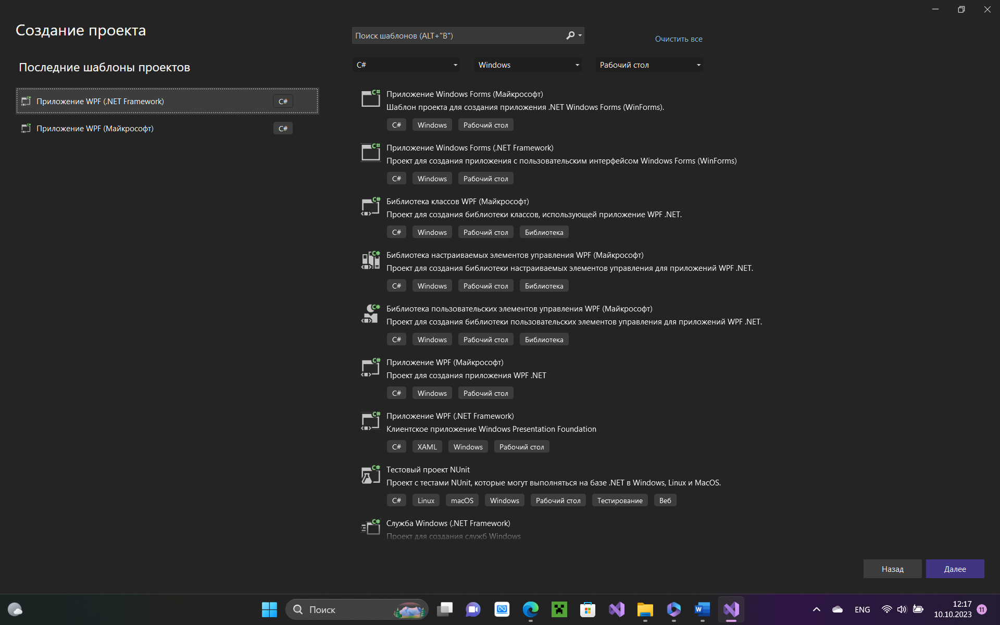 Создание проекта
Последние шаблоны проектов
Приложение WPF (.NET Framework) C#
Приложение WPF (Майкрософт) C#
Поиск шаблонов (ALT+"B")
Очистить все
C# Windows Рабочий стол
Приложение Windows Forms (Майкрософт)
Шаблон проекта для создания приложения .NET Windows Forms (WinForms).
C# Windows Рабочий стол
Приложение Windows Forms (.NET Framework)
Проект для создания приложения с пользовательским интерфейсом Windows Forms (WinForms)
C# Windows Рабочий стол
Библиотека классов WPF (Майкрософт)
Проект для создания библиотеки классов, использующей приложение WPF .NET.
C# Windows Рабочий стол Библиотека
Библиотека настраиваемых элементов управления WPF (Майкрософт)
Проект для создания библиотеки настраиваемых элементов управления для приложений WPF .NET.
C# Windows Рабочий стол Библиотека
Библиотека пользовательских элементов управления WPF (Майкрософт)
Проект для создания библиотеки пользовательских элементов управления для приложений WPF .NET.
C# Windows Рабочий стол Библиотека
Приложение WPF (Майкрософт)
Проект для создания приложения WPF .NET
C# Windows Рабочий стол
Приложение WPF (.NET Framework)
Клиентское приложение Windows Presentation Foundation
C# XAML Windows Рабочий стол
Тестовый проект NUnit
Проект с тестами NUnit, которые могут выполняться на базе .NET в Windows, Linux и MacOS.
C# Linux macOS Windows Рабочий стол Тестирование Веб
Служба Windows (.NET Framework)
Проект для создания служб Windows
Назад Далее
Поиск
ENG
12:17
10.10.2023
11